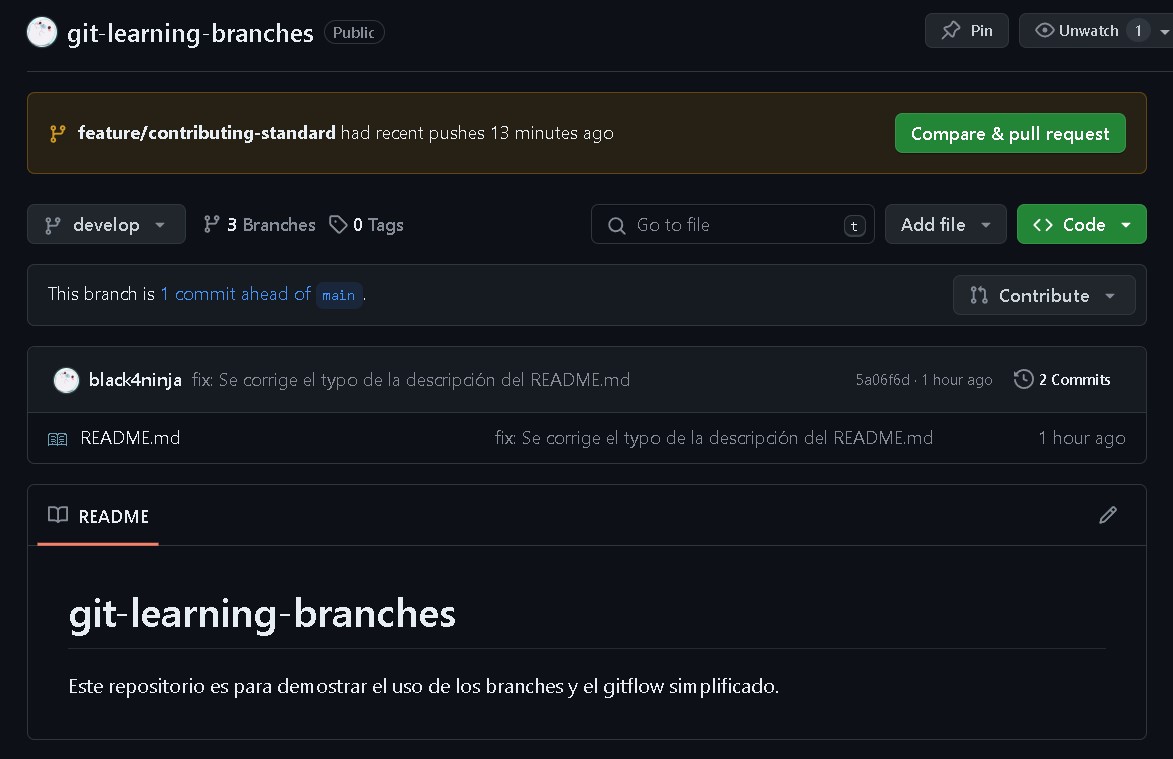 git-learning-branches Public Pin Unwatch 1
feature/contributing-standard had recent pushes 13 minutes ago Compare & pull request
develop 3 Branches 0 Tags Go to file t Add file Code
This branch is 1 commit ahead of main.
Contribute
black4ninja fix: Se corrige el typo de la descripción del README.md 5a06f6d · 1 hour ago 2 Commits
README.md fix: Se corrige el typo de la descripción del README.md 1 hour ago
README
git-learning-branches
Este repositorio es para demostrar el uso de los branches y el gitflow simplificado.